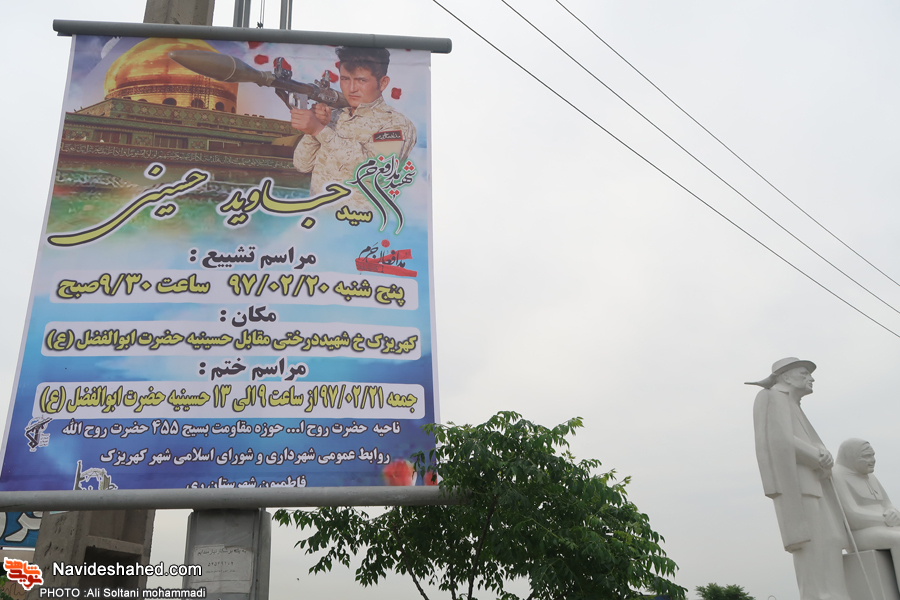 شهید مدافع حرم
سید جاوید حسینی
مدافعان حرم
مراسم تشییع :
پنج شنبه ۹۷/۰۲/۲۰ ساعت ۹/۳۰ صبح
مکان :
کهریزک خ شهید درختی مقابل حسینیه حضرت ابوالفضل (ع)
مراسم ختم :
جمعه ۹۷/۰۲/۲۱ از ساعت ۹ الی ۱۳ حسینیه حضرت ابوالفضل (ع)
ناحیه حضرت روح ا... حوزه مقاومت بسیج ۴۵۵ حضرت روح الله
روابط عمومی شهرداری و شورای اسلامی شهر کهریزک
فاطمیون شهرستان ری
Navideshahed.com
PHOTO :Ali Soltani mohammadi